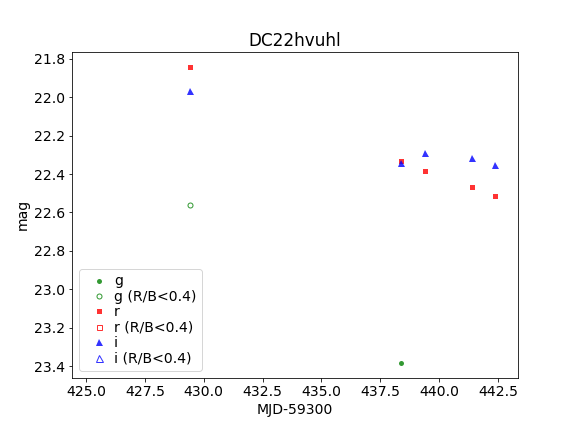 DC22hvuhl
21.8
22.0
22.2
22.4
22.6
22.8
23.0
23.2
23.4
mag
g
g (R/B<0.4)
r
r (R/B<0.4)
i
i (R/B<0.4)
425.0 427.5 430.0 432.5 435.0 437.5 440.0 442.5
MJD-59300